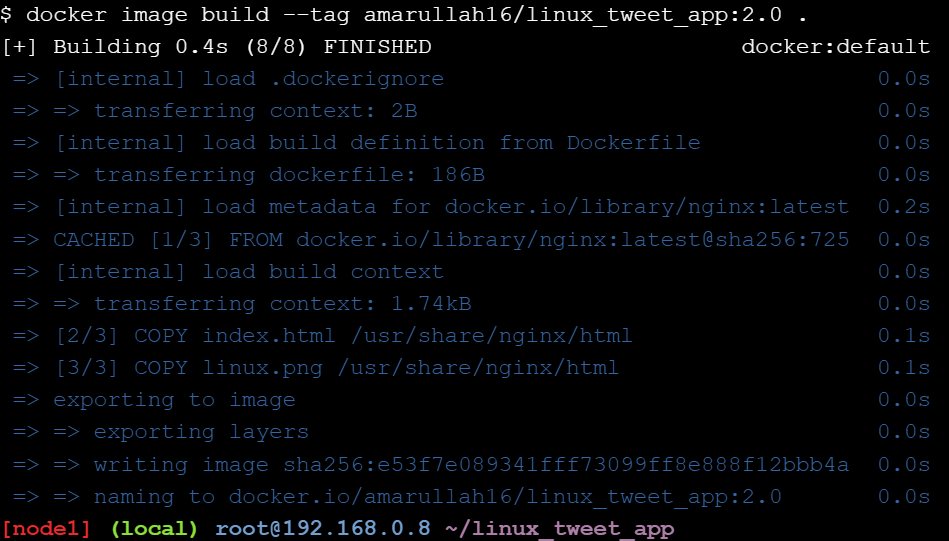 $ docker image build --tag amarullah16/linux_tweet_app:2.0 .
[+] Building 0.4s (8/8) FINISHED docker:default
=> [internal] load .dockerignore 0.0s
=> => transferring context: 2B 0.0s
=> [internal] load build definition from Dockerfile 0.0s
=> => transferring dockerfile: 186B 0.0s
=> [internal] load metadata for docker.io/library/nginx:latest 0.2s
=> CACHED [1/3] FROM docker.io/library/nginx:latest@sha256:725 0.0s
=> [internal] load build context 0.0s
=> => transferring context: 1.74kB 0.0s
=> [2/3] COPY index.html /usr/share/nginx/html 0.1s
=> [3/3] COPY linux.png /usr/share/nginx/html 0.1s
=> exporting to image 0.0s
=> => exporting layers 0.0s
=> => writing image sha256:e53f7e089341fff73099ff8e888f12bbb4a 0.0s
=> => naming to docker.io/amarullah16/linux_tweet_app:2.0 0.0s
[node1] (local) root@192.168.0.8 ~/linux_tweet_app